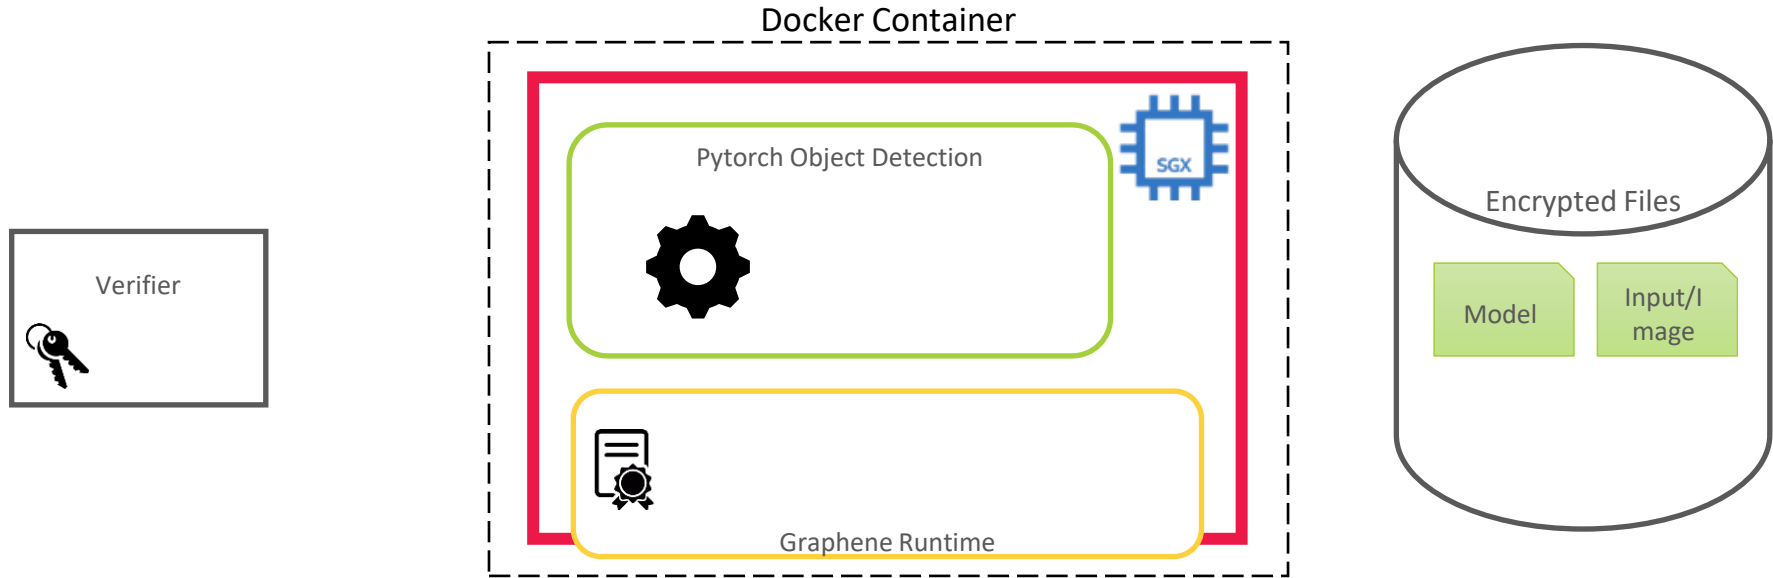 Docker Container
Pytorch Object Detection
SGX
Encrypted Files
Verifier
Model
Input/I
mage
Graphene Runtime